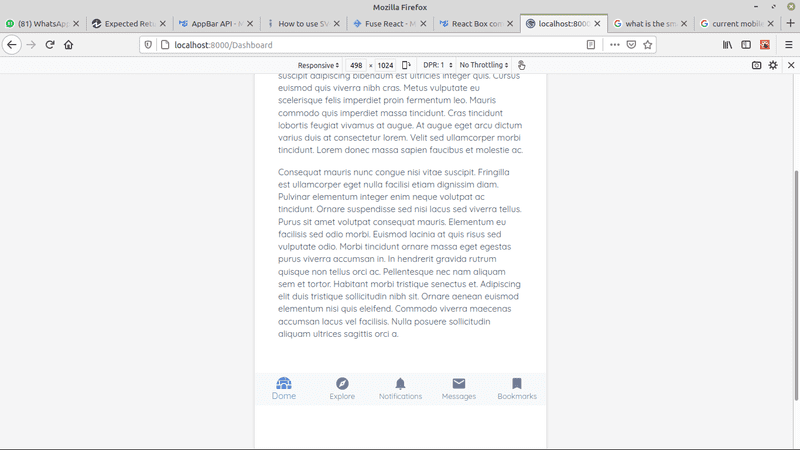 Mozilla Firefox
(81) WhatsApp
Expected Retu
AppBar API - M
How to use SV
Fuse React - M
React Box com
localhost:8000
what is the sm
current mobile
localhost:8000/Dashboard
Responsive 498 × 1024 DPR: 1 No Throttling
suscipit adipiscing bibendum est ultricies integer quis. Cursus
euismod quis viverra nibh cras. Metus vulputate eu
scelerisque felis imperdiet proin fermentum leo. Mauris
commodo quis imperdiet massa tincidunt. Cras tincidunt
lobortis feugiat vivamus at augue. At augue eget arcu dictum
varius duis at consectetur lorem. Velit sed ullamcorper morbi
tincidunt. Lorem donec massa sapien faucibus et molestie ac.
Consequat mauris nunc congue nisi vitae suscipit. Fringilla
est ullamcorper eget nulla facilisi etiam dignissim diam.
Pulvinar elementum integer enim neque volutpat ac
tincidunt. Ornare suspendisse sed nisi lacus sed viverra tellus.
Purus sit amet volutpat consequat mauris. Elementum eu
facilisis sed odio morbi. Euismod lacinia at quis risus sed
vulputate odio. Morbi tincidunt ornare massa eget egestas
purus viverra accumsan in. In hendrerit gravida rutrum
quisque non tellus orci ac. Pellentesque nec nam aliquam
sem et tortor. Habitant morbi tristique senectus et. Adipiscing
elit duis tristique sollicitudin nibh sit. Ornare aenean euismod
elementum nisi quis eleifend. Commodo viverra maecenas
accumsan lacus vel facilisis. Nulla posuere sollicitudin
aliquam ultrices sagittis orci a.
Dome Explore Notifications Messages Bookmarks